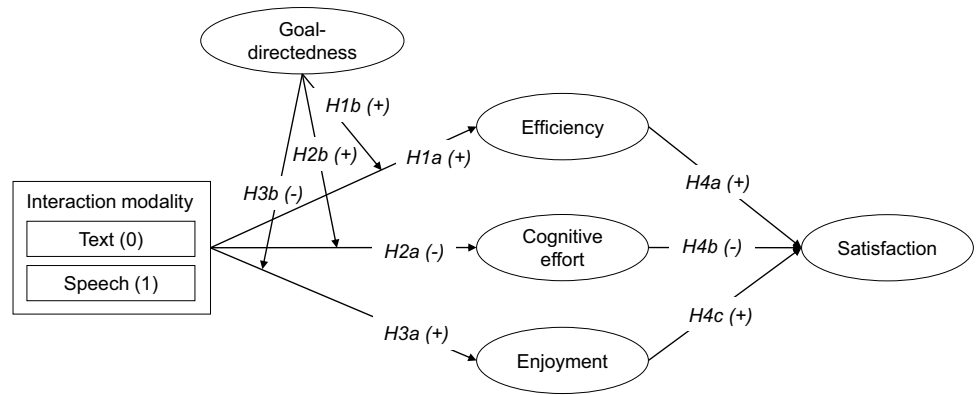 Goal-
directedness
H1b (+)
Efficiency
H2b (+)
H1a (+)
H4a (+)
H3b (-)
Interaction modality
Text (0)
Speech (1)
H2a (-)
Cognitive
effort
H4b (-)
Satisfaction
H3a (+)
H4c (+)
Enjoyment